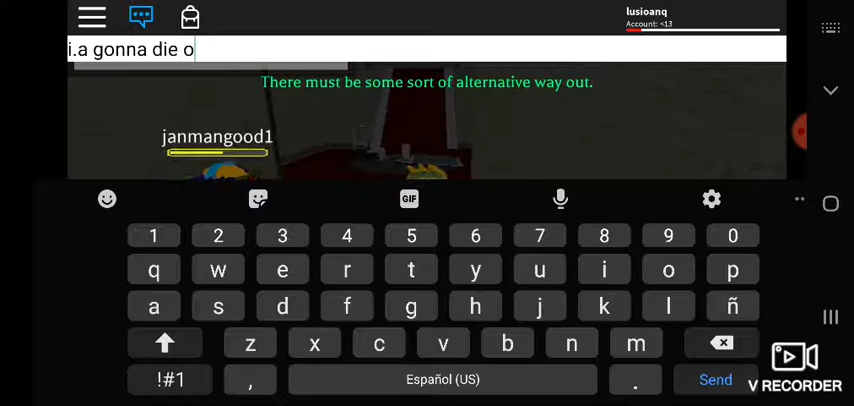 lusioanq
Account: <13
i.a gonna die o
There must be some sort of alternative way out.
janmangood1
GIF
1 2 3 4 5 6 7 8 9 0
q w e r t y u i o p
a s d f g h j k l ñ
z x c v b n m
!#1 , Español (US) . Send
V RECORDER